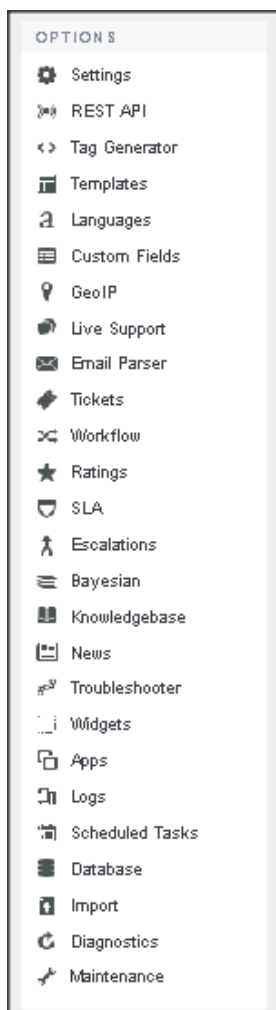 OPTIONS
Settings
REST API
Tag Generator
Templates
Languages
Custom Fields
GeoIP
Live Support
Email Parser
Tickets
Workflow
Ratings
SLA
Escalations
Bayesian
Knowledgebase
News
Troubleshooter
Widgets
Apps
Logs
Scheduled Tasks
Database
Import
Diagnostics
Maintenance